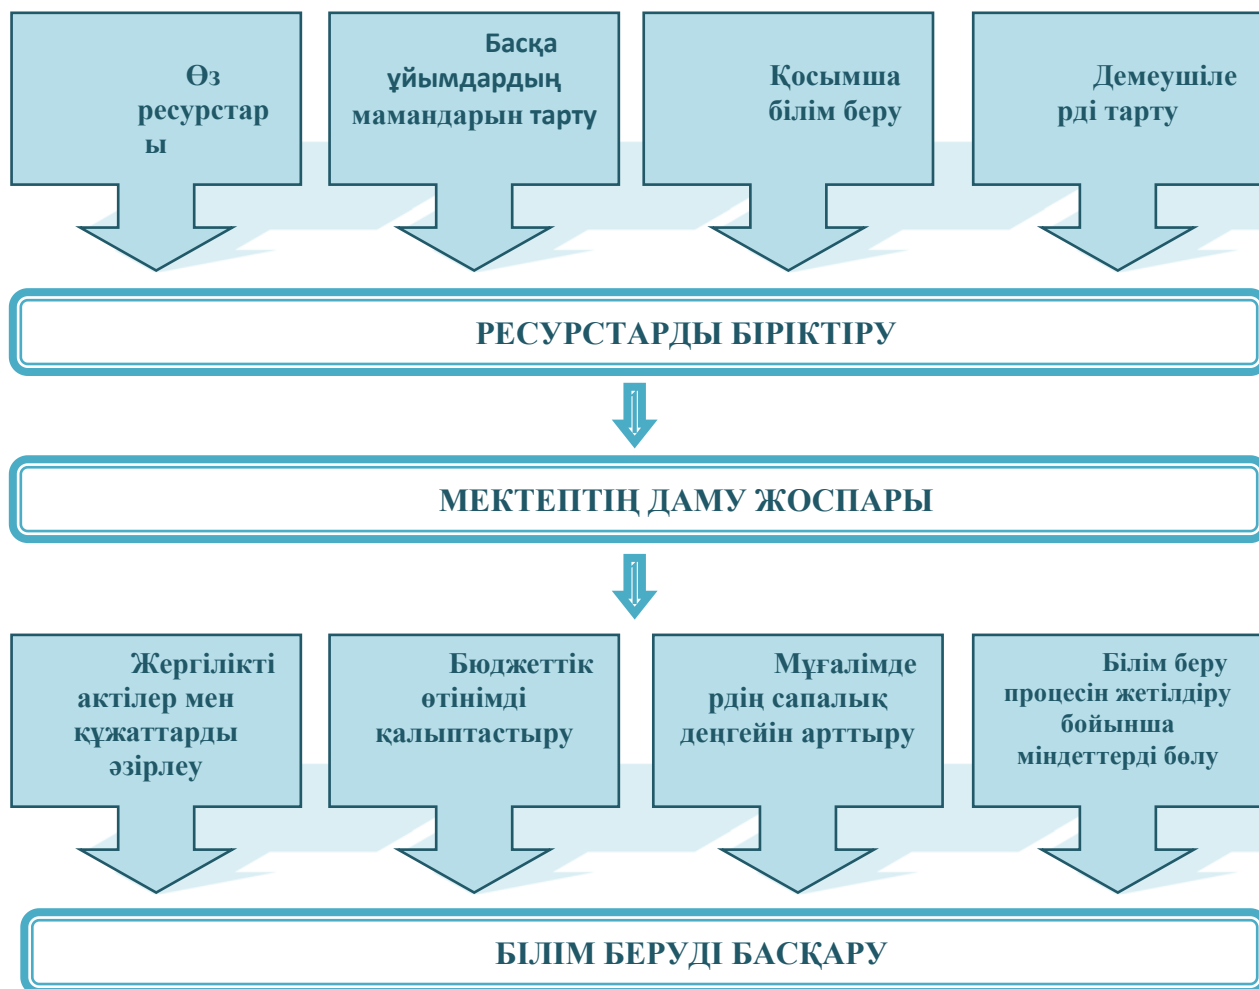 Өз
ресурстар
ы
Басқа
ұйымдардың
мамандарын тарту
Қосымша
білім беру
Демеушіле
рді тарту
РЕСУРСТАРДЫ БІРІКТІРУ
МЕКТЕПТІҢ ДАМУ ЖОСПАРЫ
Жергілікті
актілер мен
құжаттарды
әзірлеу
Бюджеттік
өтінімді
қалыптастыру
Мұғалімде
рдің сапалық
деңгейін арттыру
Білім беру
процесін жетілдіру
бойынша
міндеттерді бөлу
БІЛІМ БЕРУДІ БАСҚАРУ